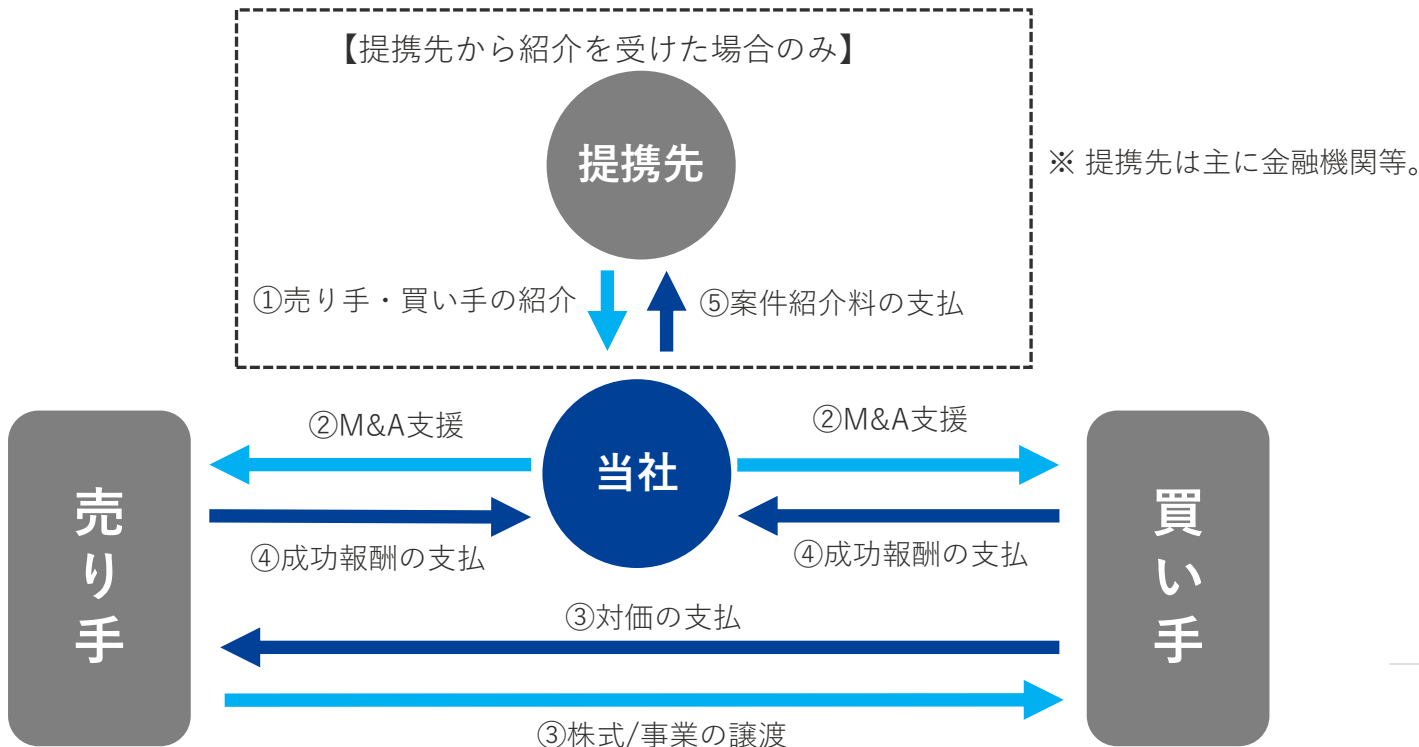 【提携先から紹介を受けた場合のみ】
提携先
※ 提携先は主に金融機関等。
①売り手・買い手の紹介
⑤案件紹介料の支払
②M&A支援
②M&A支援
当社
売り手
買い手
④成功報酬の支払
④成功報酬の支払
③対価の支払
③株式/事業の譲渡